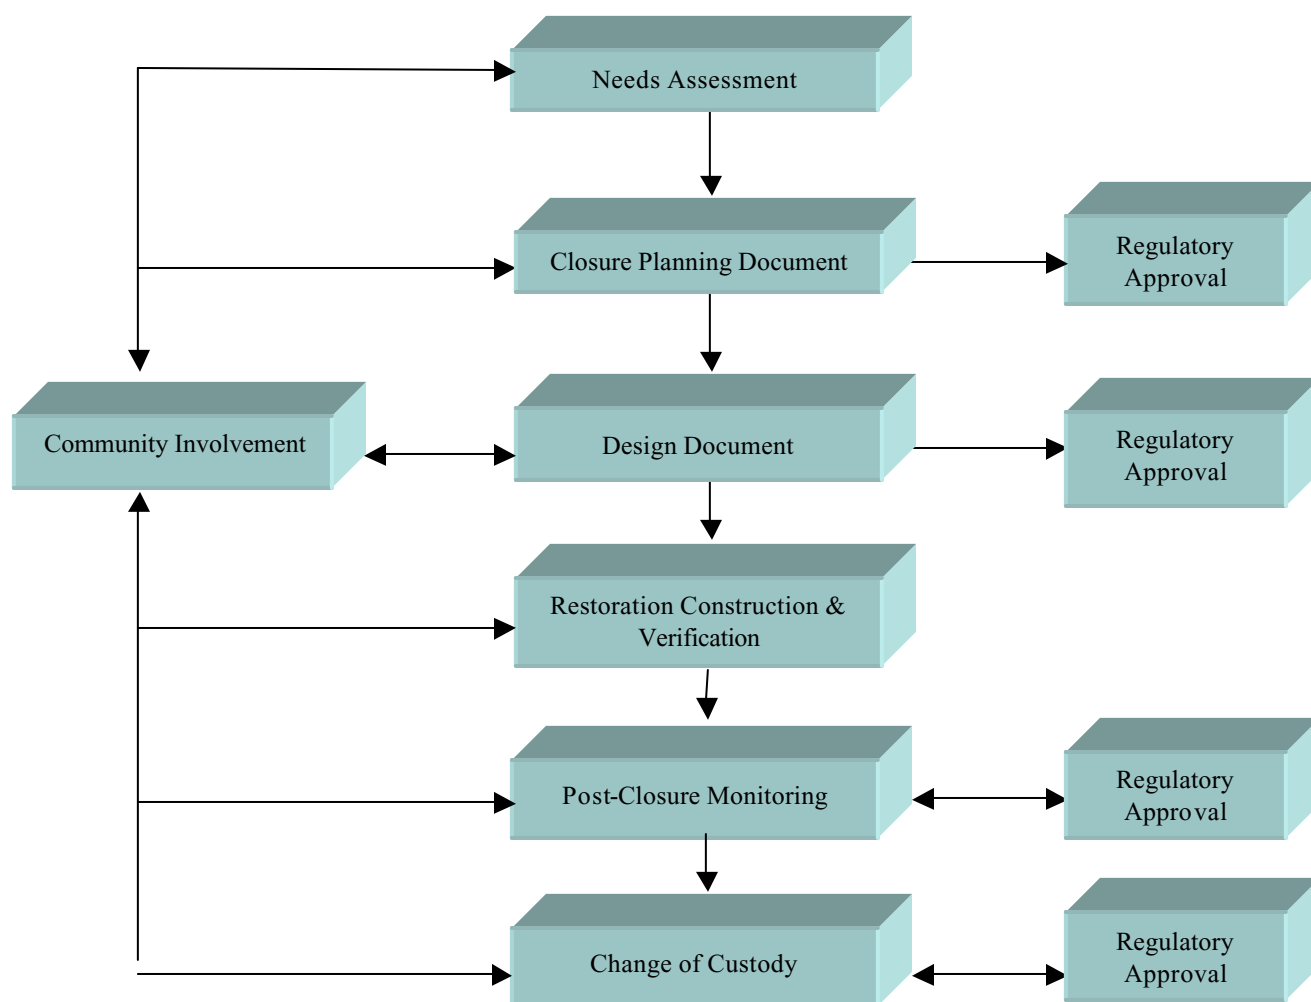 Needs Assessment
Closure Planning Document
Regulatory
Approval
Community Involvement
Design Document
Regulatory
Approval
Restoration Construction &
Verification
Post-Closure Monitoring
Regulatory
Approval
Change of Custody
Regulatory
Approval